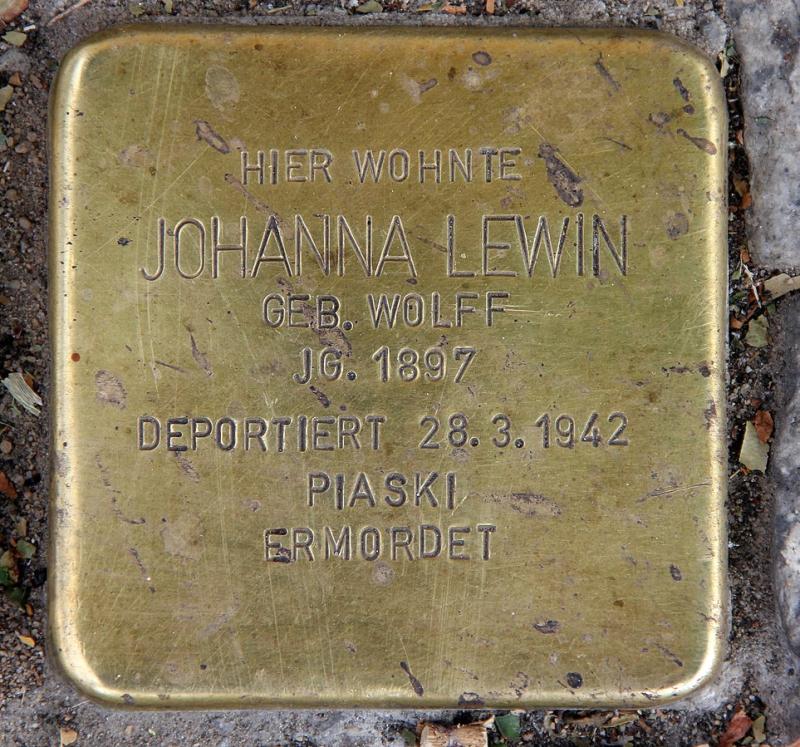 HIER WOHNTE
JOHANNA LEWIN
GEB. WOLFF
JG. 1897
DEPORTIERT 28.3.1942
PIASKI
ERMORDET